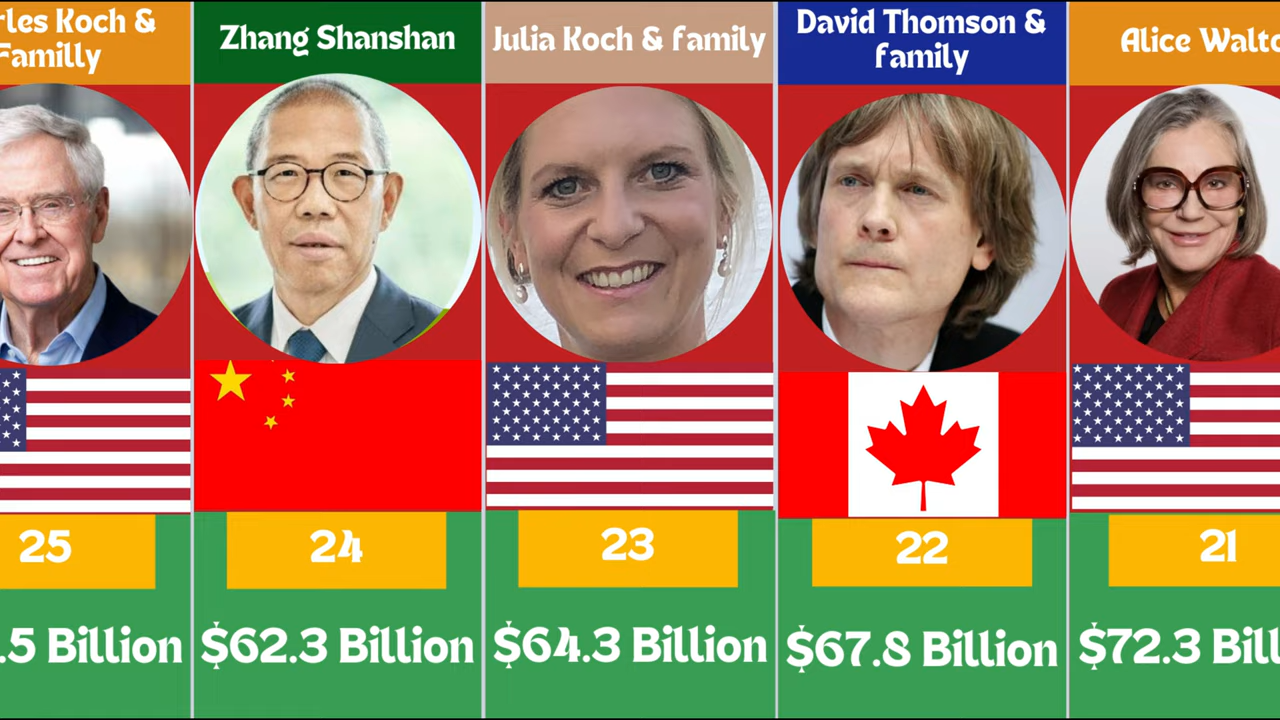 rles Koch &
Familly
Zhang Shanshan
Julia Koch & family
David Thomson &
family
Alice Walto
25
24
23
22
21
.5 Billion
$62.3 Billion
$64.3 Billion
$67.8 Billion
$72.3 Bill